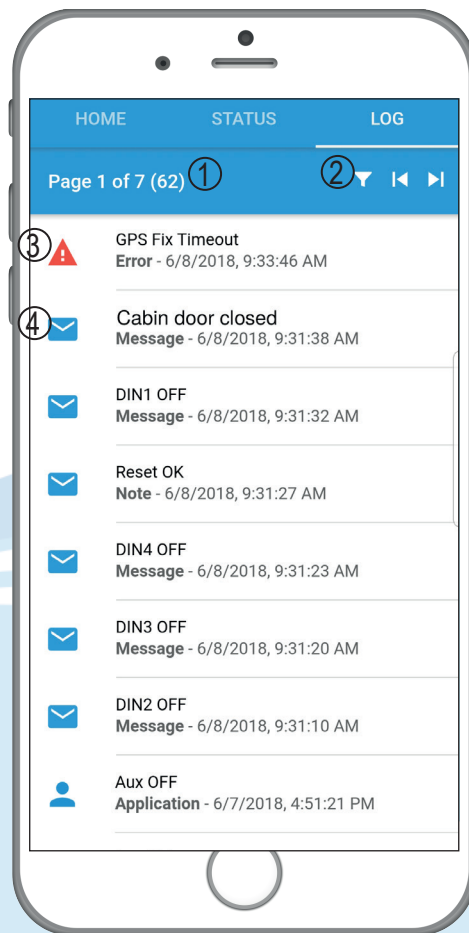 HOME STATUS LOG
Page 1 of 7 (62) ① ②
③ GPS Fix Timeout
Error - 6/8/2018, 9:33:46 AM
④ Cabin door closed
Message - 6/8/2018, 9:31:38 AM
DIN1 OFF
Message - 6/8/2018, 9:31:32 AM
Reset OK
Note - 6/8/2018, 9:31:27 AM
DIN4 OFF
Message - 6/8/2018, 9:31:23 AM
DIN3 OFF
Message - 6/8/2018, 9:31:20 AM
DIN2 OFF
Message - 6/8/2018, 9:31:10 AM
Aux OFF
Application - 6/7/2018, 4:51:21 PM